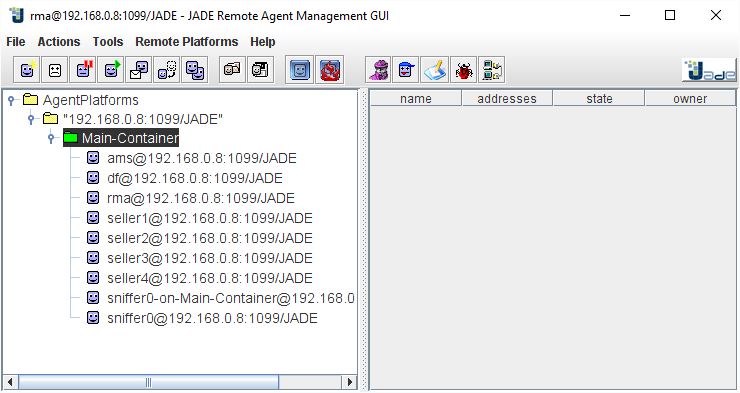 rma@192.168.0.8:1099/JADE - JADE Remote Agent Management GUI
File Actions Tools Remote Platforms Help
Jade
AgentPlatforms
"192.168.0.8:1099/JADE"
Main-Container
ams@192.168.0.8:1099/JADE
df@192.168.0.8:1099/JADE
rma@192.168.0.8:1099/JADE
seller1@192.168.0.8:1099/JADE
seller2@192.168.0.8:1099/JADE
seller3@192.168.0.8:1099/JADE
seller4@192.168.0.8:1099/JADE
sniffer0-on-Main-Container@192.168.0
sniffer0@192.168.0.8:1099/JADE
name addresses state owner